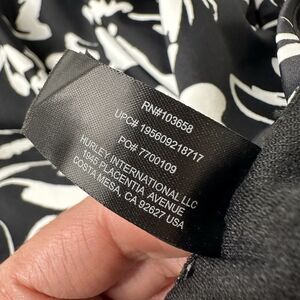 RN#103658
UPC# 195609218717
PO# 7700109
HURLEY INTERNATIONAL LLC
1945 PLACENTIA AVENUE
COSTA MESA, CA 92627 USA